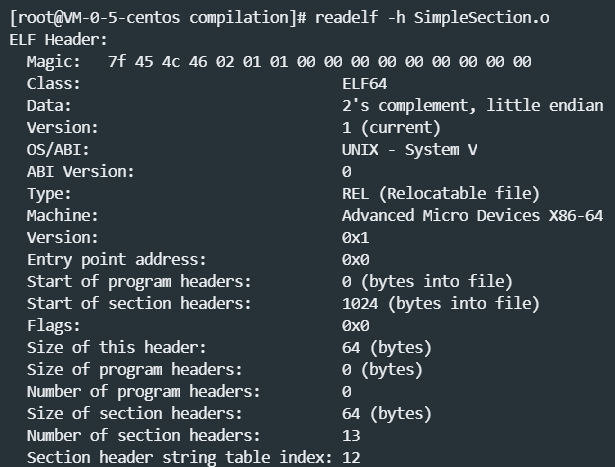 [root@VM-0-5-centos compilation]# readelf -h SimpleSection.o
ELF Header:
  Magic:   7f 45 4c 46 02 01 01 00 00 00 00 00 00 00 00 00
  Class:                             ELF64
  Data:                              2's complement, little endian
  Version:                           1 (current)
  OS/ABI:                            UNIX - System V
  ABI Version:                       0
  Type:                              REL (Relocatable file)
  Machine:                           Advanced Micro Devices X86-64
  Version:                           0x1
  Entry point address:               0x0
  Start of program headers:          0 (bytes into file)
  Start of section headers:          1024 (bytes into file)
  Flags:                             0x0
  Size of this header:               64 (bytes)
  Size of program headers:           0 (bytes)
  Number of program headers:         0
  Size of section headers:           64 (bytes)
  Number of section headers:         13
  Section header string table index: 12